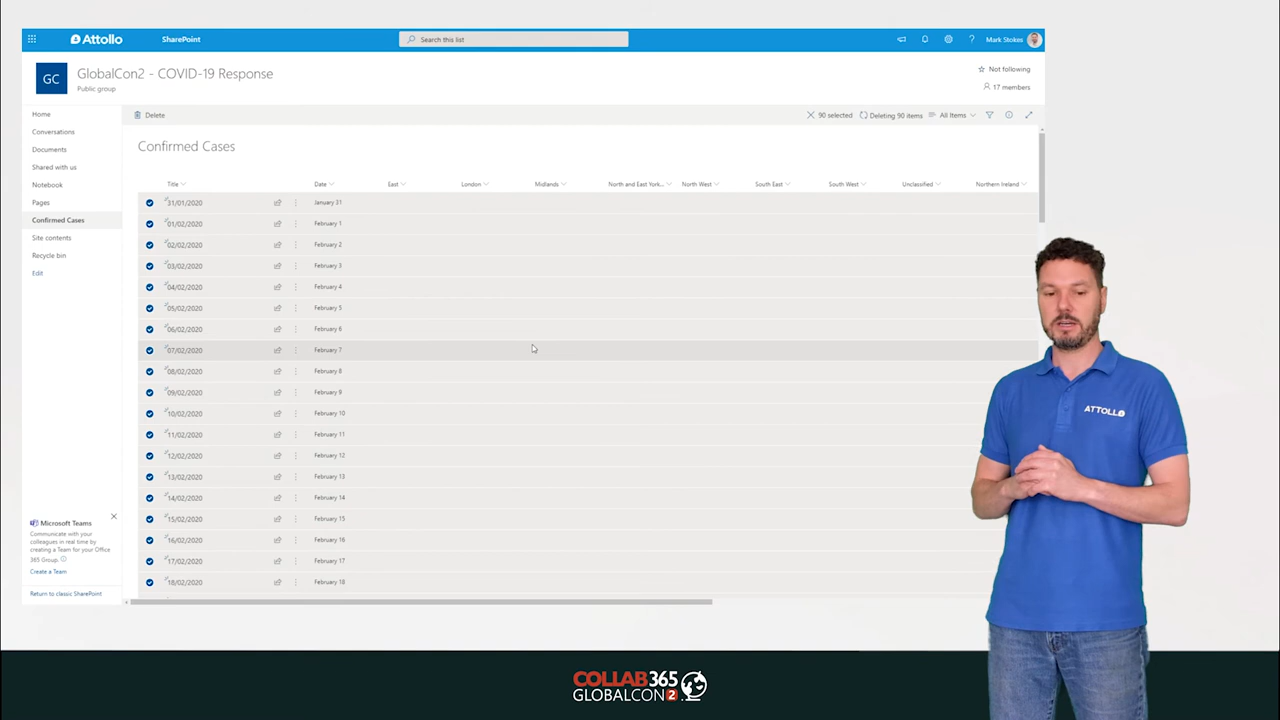 Attollo
SharePoint
Search this list
?
Mark Stokes
GC
GlobalCon2 - COVID-19 Response
Public group
Not following
17 members
Home
Conversations
Documents
Shared with us
Notebook
Pages
Confirmed Cases
Site contents
Recycle bin
Edit
Delete
90 selected
Deleting 90 items
All Items
Confirmed Cases
Title Date East London Midlands North and East York... North West South East South West Unclassified Northern Ireland
31/01/2020 January 31
01/02/2020 February 1
02/02/2020 February 2
03/02/2020 February 3
04/02/2020 February 4
05/02/2020 February 5
06/02/2020 February 6
07/02/2020 February 7
08/02/2020 February 8
09/02/2020 February 9
10/02/2020 February 10
11/02/2020 February 11
12/02/2020 February 12
13/02/2020 February 13
14/02/2020 February 14
15/02/2020 February 15
16/02/2020 February 16
17/02/2020 February 17
18/02/2020 February 18
Microsoft Teams
Communicate with your
colleagues in real time by
creating a Team for your Office
365 Group.
Create a Team
Return to classic SharePoint
ATTOLLO
COLLAB365
GLOBALCON2